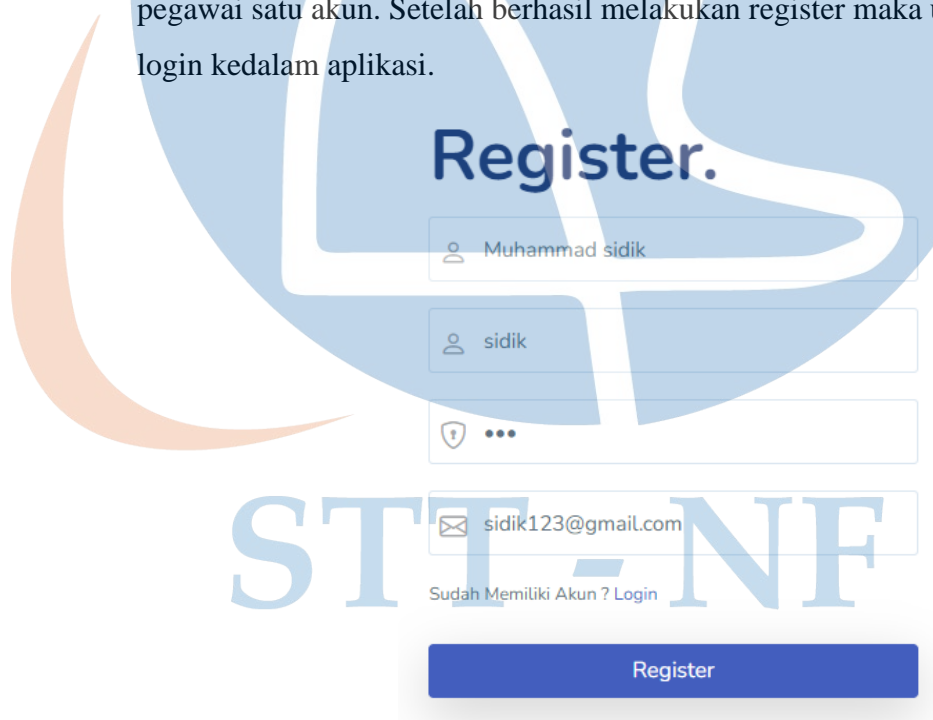 pegawai satu akun. Setelah berhasil melakukan register maka
login kedalam aplikasi.
Register.
Muhammad sidik
sidik
•••
sidik123@gmail.com
STT - NF
Sudah Memiliki Akun ? Login
Register